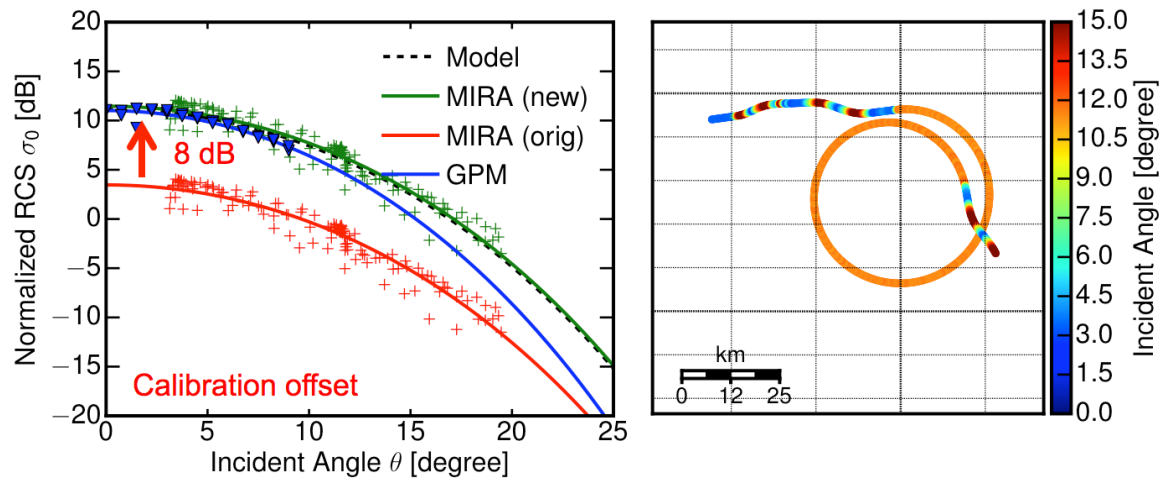 20
15
10
5
0
−5
−10
−15
−20
Normalized RCS σ0 [dB]
Model
MIRA (new)
MIRA (orig)
GPM
8 dB
Calibration offset
0 5 10 15 20 25
Incident Angle θ [degree]
km
0 12 25
15.0
13.5
12.0
10.5
9.0
7.5
6.0
4.5
3.0
1.5
0.0
Incident Angle [degree]